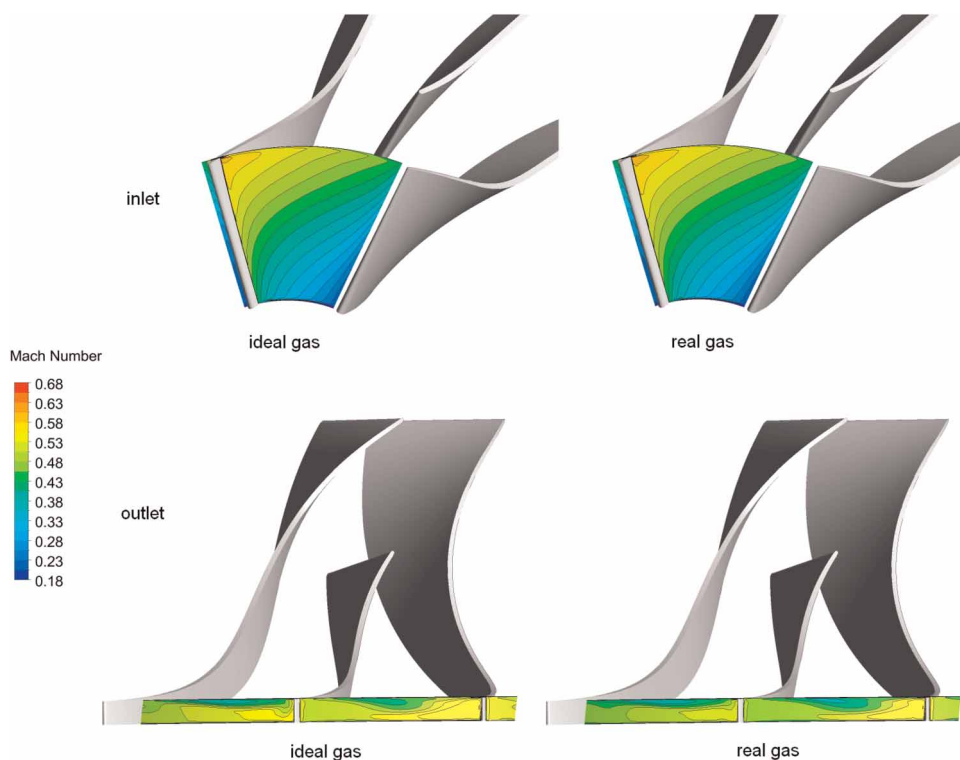 inlet
ideal gas
real gas
Mach Number
0.68
0.63
0.58
0.53
0.48
0.43
0.38
0.33
0.28
0.23
0.18
outlet
ideal gas
real gas